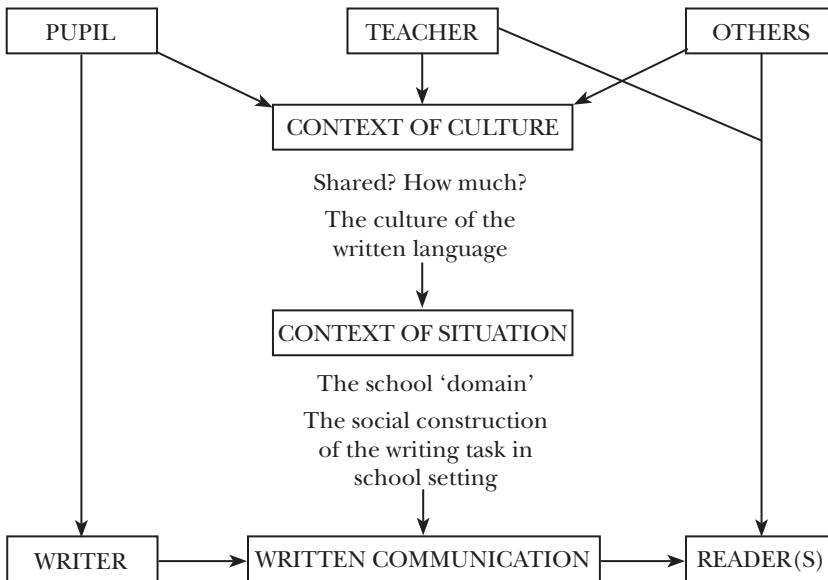 PUPIL
TEACHER
OTHERS
CONTEXT OF CULTURE
Shared? How much?
The culture of the
written language
CONTEXT OF SITUATION
The school ‘domain’
The social construction
of the writing task in
school setting
WRITER
WRITTEN COMMUNICATION
READER(S)